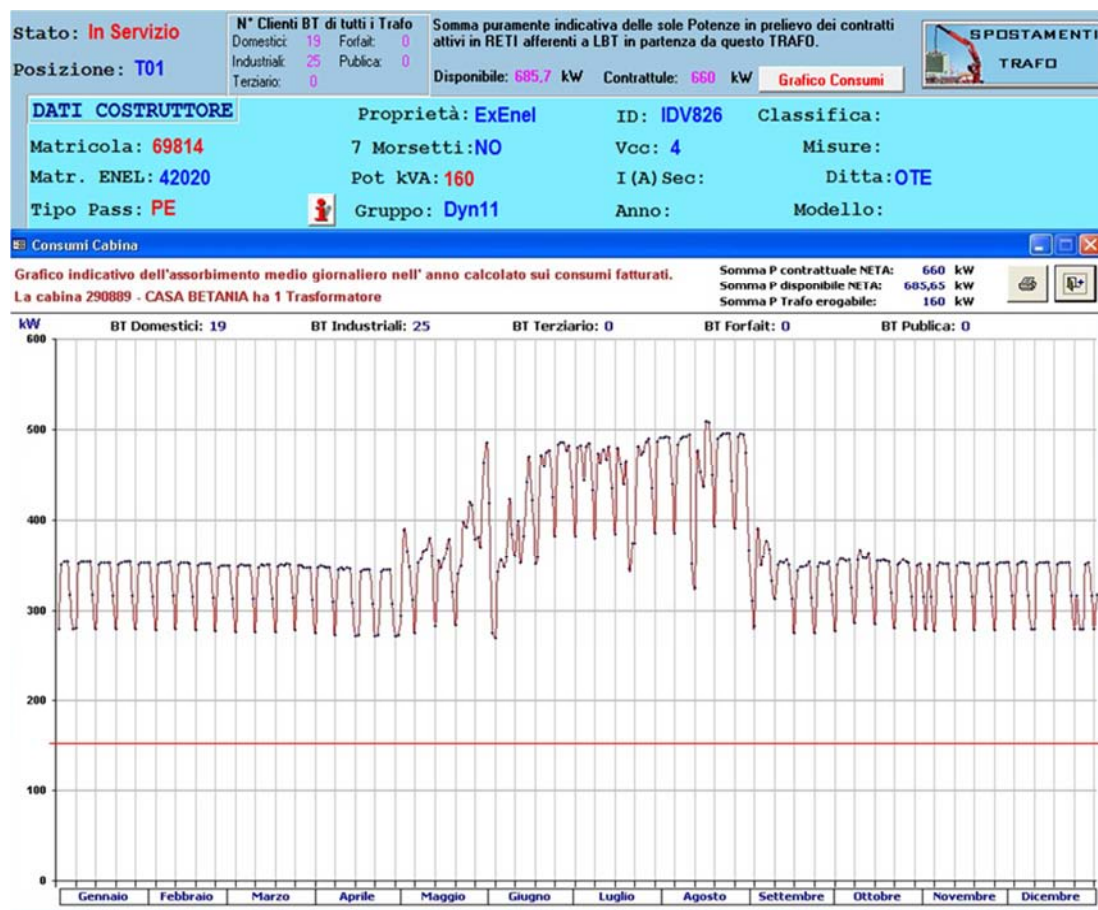 Stato: In Servizio
Posizione: T01
N° Clienti BT di tutti i Trafo
Domestici: 19 Forfait: 0
Industriali: 25 Publica: 0
Terziario: 0
Somma puramente indicativa delle sole Potenze in prelievo dei contratti
attivi in RETI afferenti a LBT in partenza da questo TRAFO.
Disponibile: 685,7 kW Contrattule: 660 kW Grafico Consumi
SPOSTAMENTI
TRAFO
DATI COSTRUTTORE Proprietà: ExEnel ID: IDV826 Classifica:
Matricola: 69814 7 Morsetti: NO Vcc: 4 Misure:
Matr. ENEL: 42020 Pot kVA: 160 I(A)Sec: Ditta: OTE
Tipo Pass: PE Gruppo: Dyn11 Anno: Modello:
Consumi Cabina
Grafico indicativo dell'assorbimento medio giornaliero nell' anno calcolato sui consumi fatturati.
La cabina 290889 - CASA BETANIA ha 1 Trasformatore
Somma P contrattuale NETA: 660 kW
Somma P disponibile NETA: 685,65 kW
Somma P Trafo erogabile: 160 kW
kW BT Domestici: 19 BT Industriali: 25 BT Terziario: 0 BT Forfait: 0 BT Publica: 0
600
500
400
300
200
100
0
Gennaio Febbraio Marzo Aprile Maggio Giugno Luglio Agosto Settembre Ottobre Novembre Dicembre